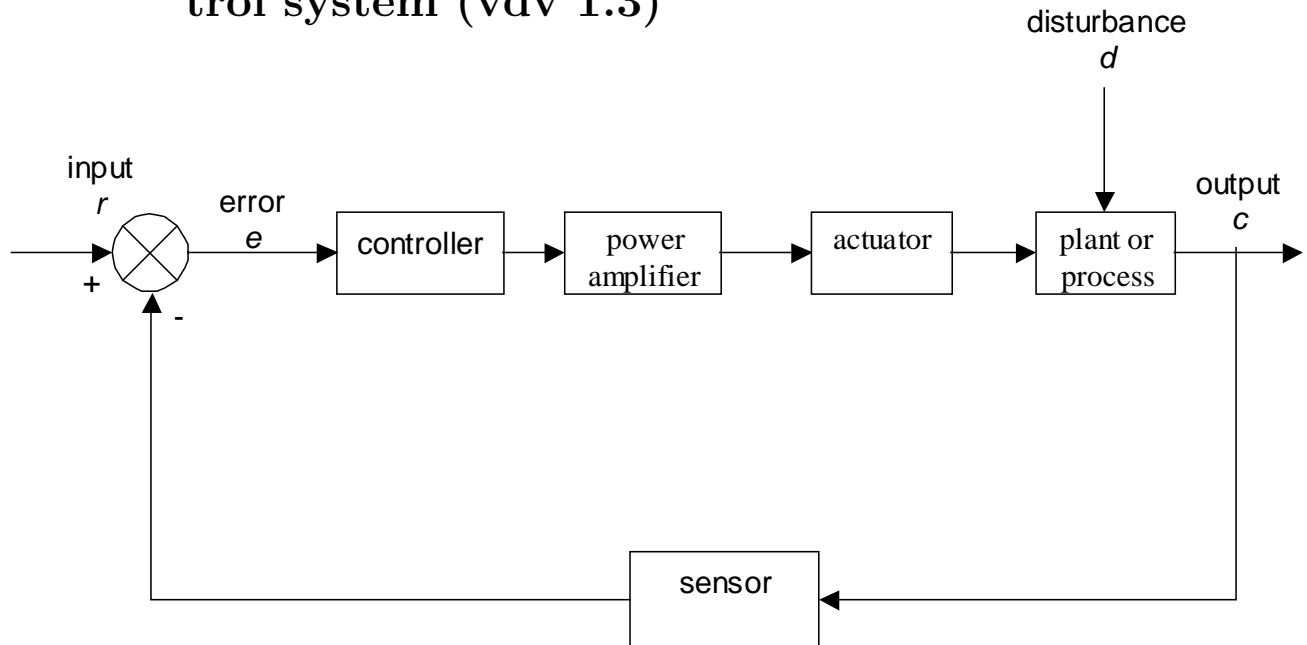 trol system (vdv 1.3)
disturbance
d
input
r
error
e
output
c
controller
power
amplifier
actuator
plant or
process
+
-
sensor